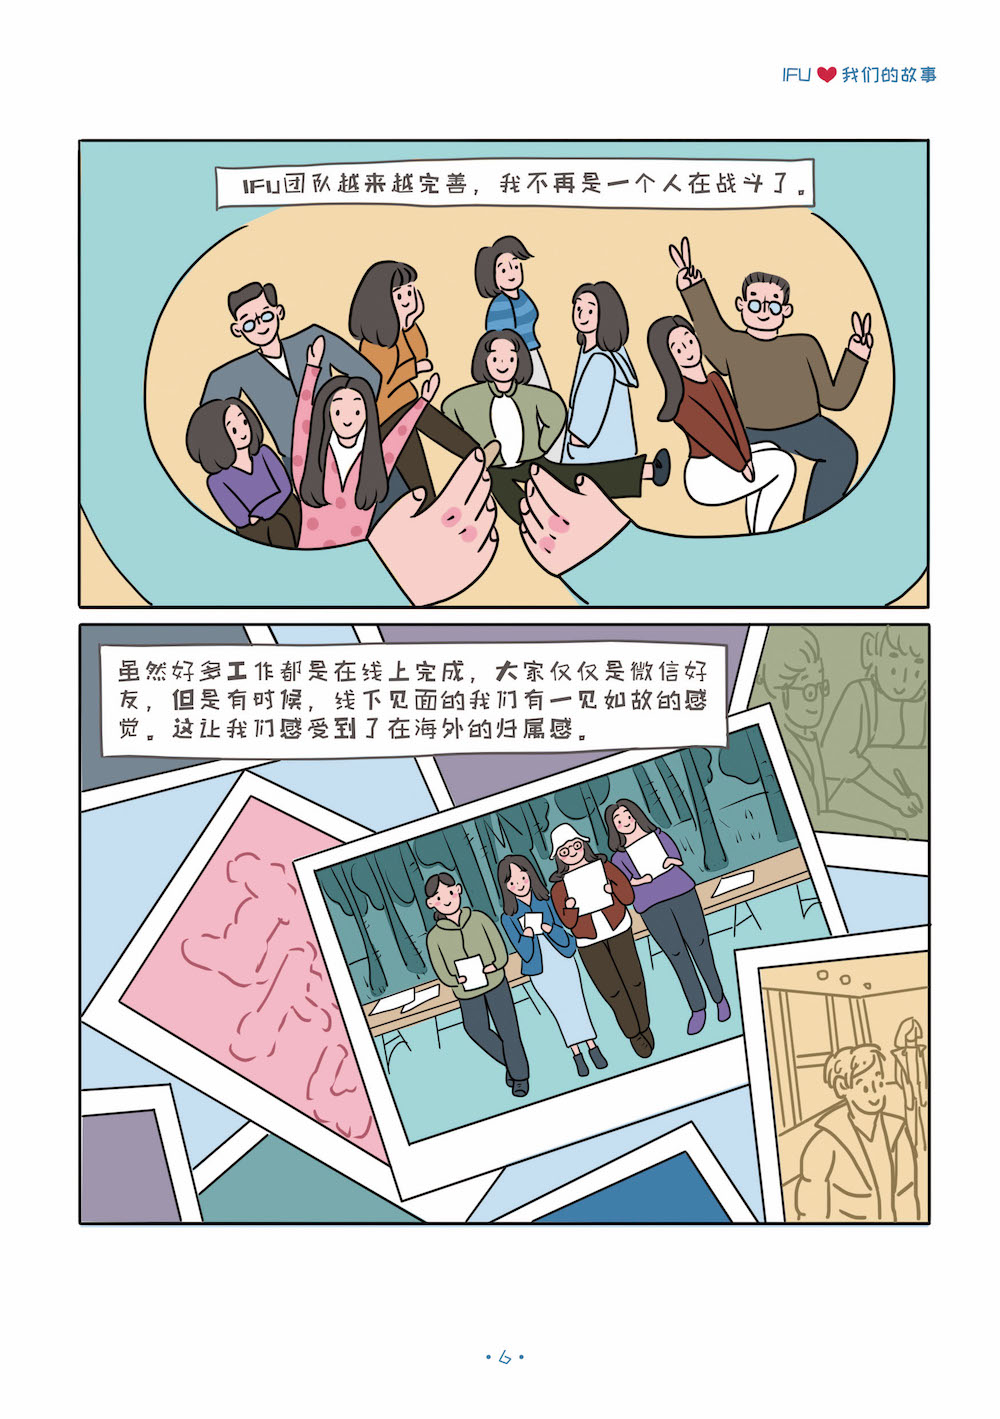 IFU❤我们的故事
IFU团队越来越完善，我不再是一个人在战斗了。
虽然好多工作都是在线上完成，大家仅仅是微信好
友，但是有时候，线下见面的我们有一见如故的感
觉。这让我们感受到了在海外的归属感。
·6·